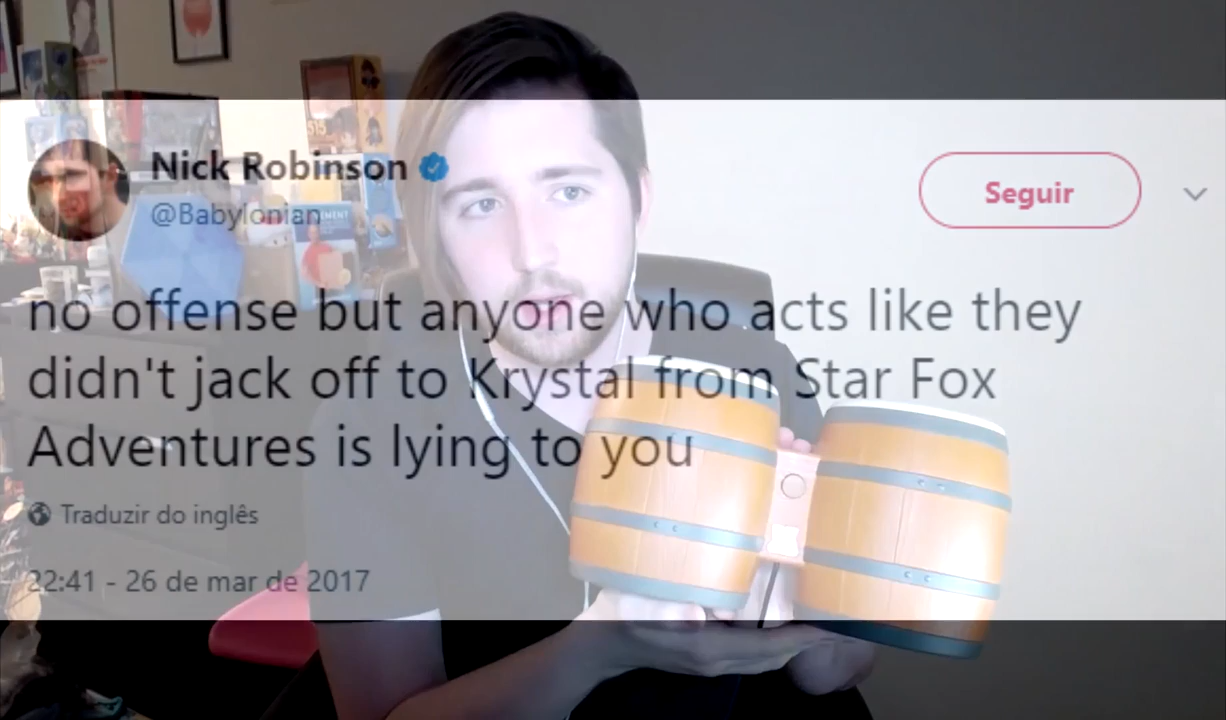 Nick Robinson
@Babylonian
Seguir
no offense but anyone who acts like they
didn't jack off to Krystal from Star Fox
Adventures is lying to you
Traduzir do inglês
22:41 - 26 de mar de 2017